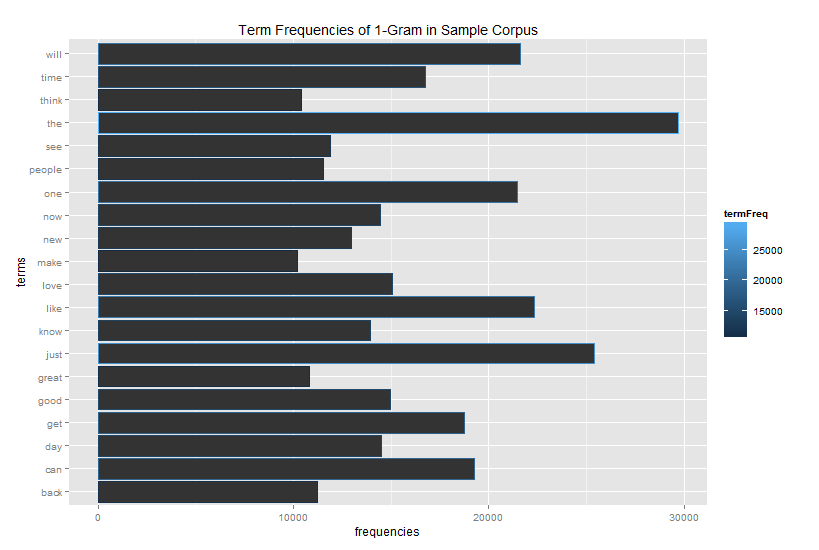 Term Frequencies of 1-Gram in Sample Corpus
will
time
think
the
see
people
one
now
new
make
love
like
know
just
great
good
get
day
can
back
terms
0
10000
20000
30000
frequencies
termFreq
25000
20000
15000